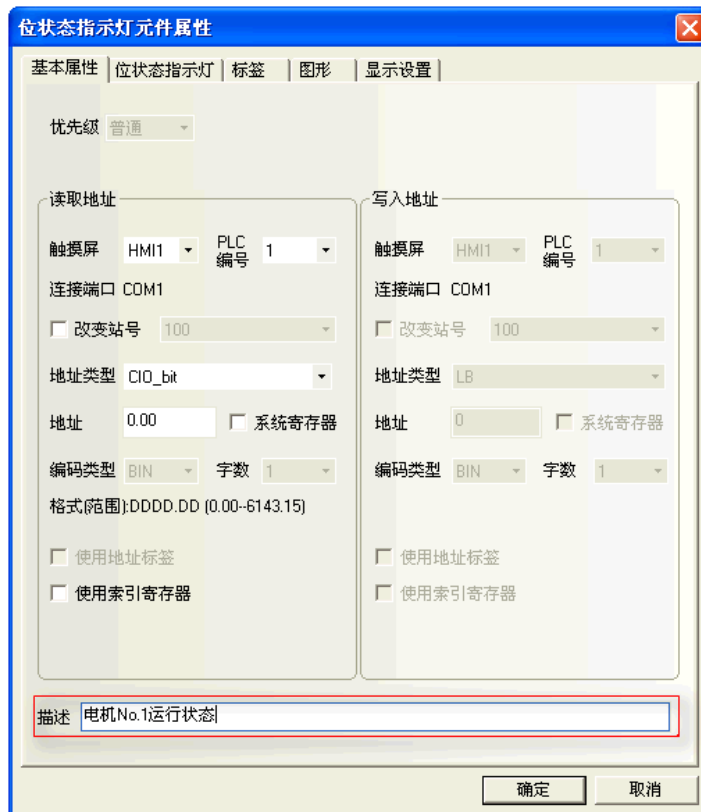 位状态指示灯元件属性
基本属性 位状态指示灯 标签 图形 显示设置
优先级 普通
读取地址
触摸屏 HMI1 PLC编号 1
连接端口 COM1
改变站号 100
地址类型 CIO_bit
地址 0.00 系统寄存器
编码类型 BIN 字数 1
格式(范围):DDDD.DD (0.00--6143.15)
使用地址标签
使用索引寄存器
写入地址
触摸屏 HMI1 PLC编号 1
连接端口 COM1
改变站号 100
地址类型 LB
地址 0 系统寄存器
编码类型 BIN 字数 1
使用地址标签
使用索引寄存器
描述 电机No.1运行状态
确定 取消